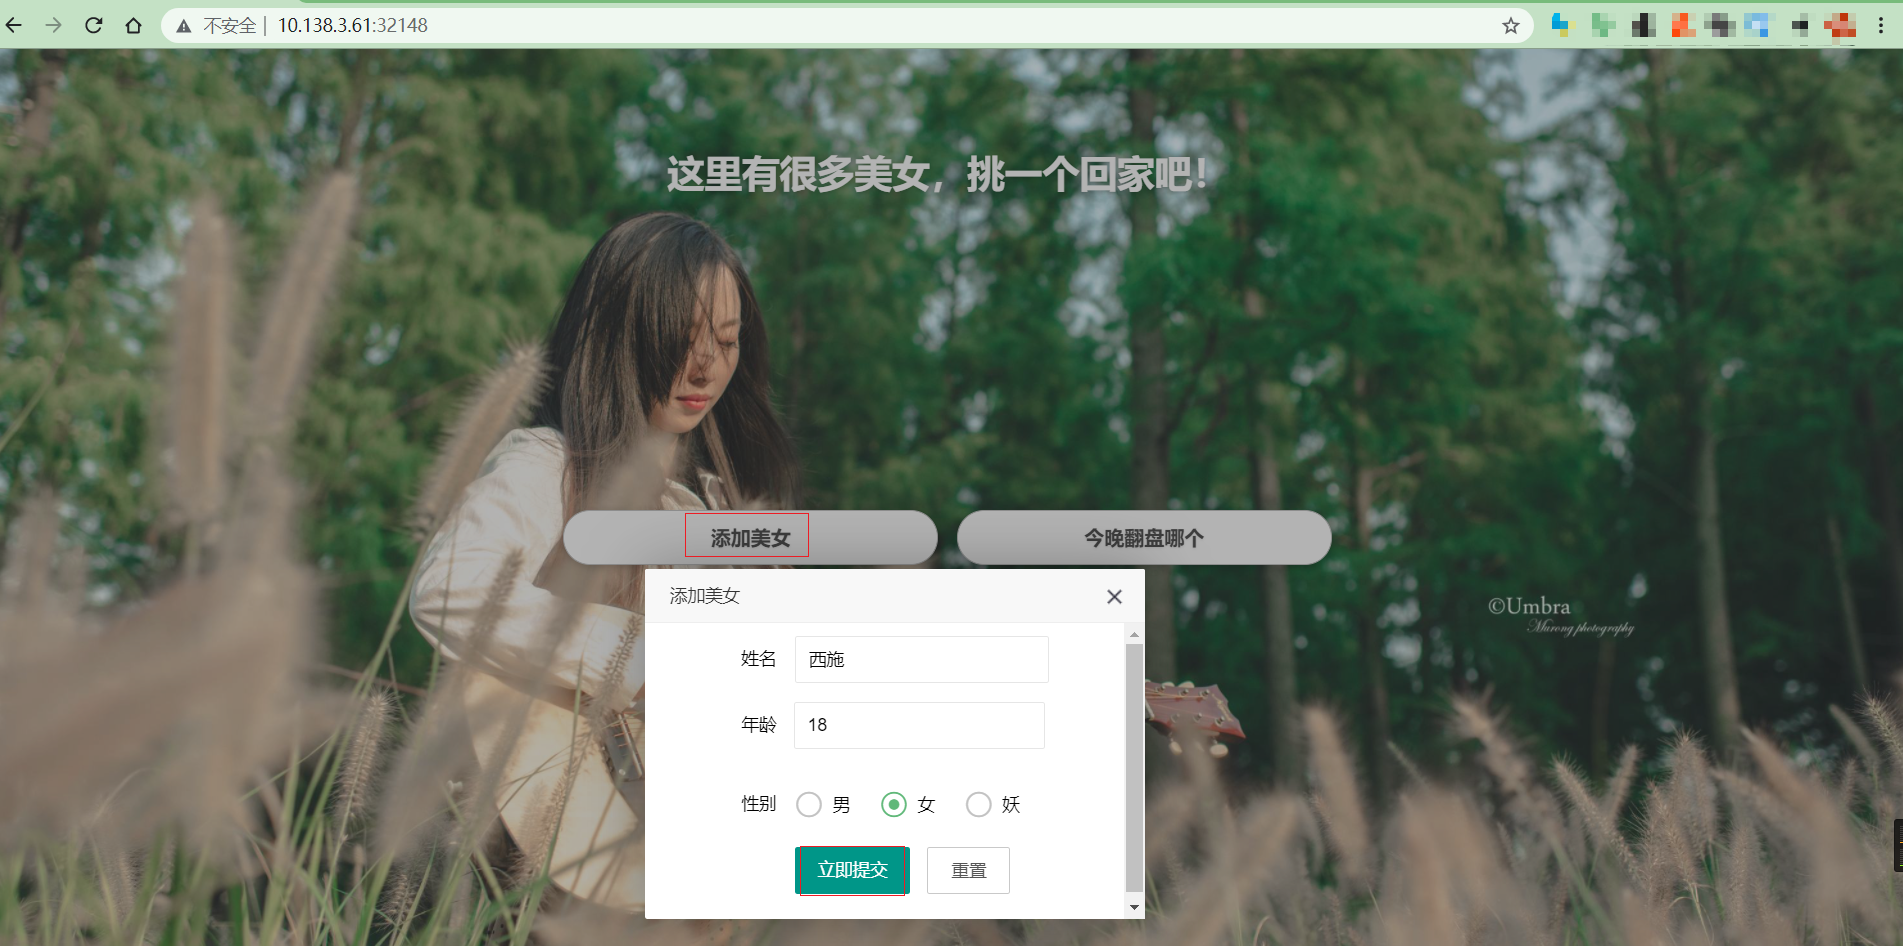 不安全 | 10.138.3.61:32148
这里有很多美女，挑一个回家吧！
添加美女
今晚翻盘哪个
添加美女
姓名 西施
年龄 18
性别 男 女 妖
立即提交 重置
©Umbra
Murong photography